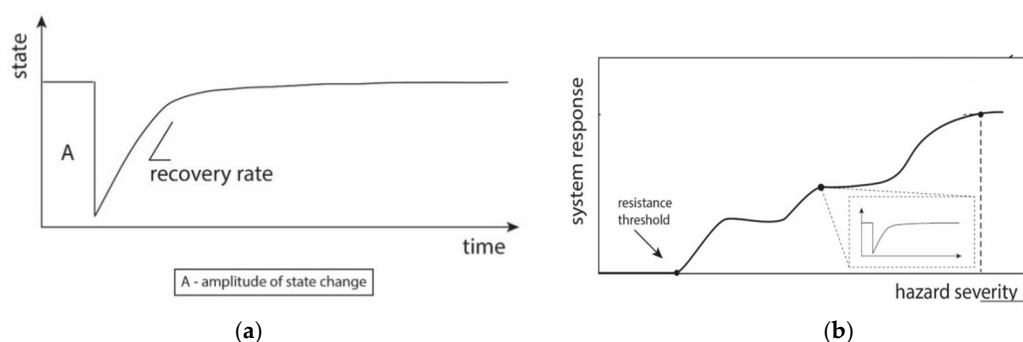 state
A
recovery rate
time
A - amplitude of state change
(a)
system response
resistance
threshold
hazard severity
(b)